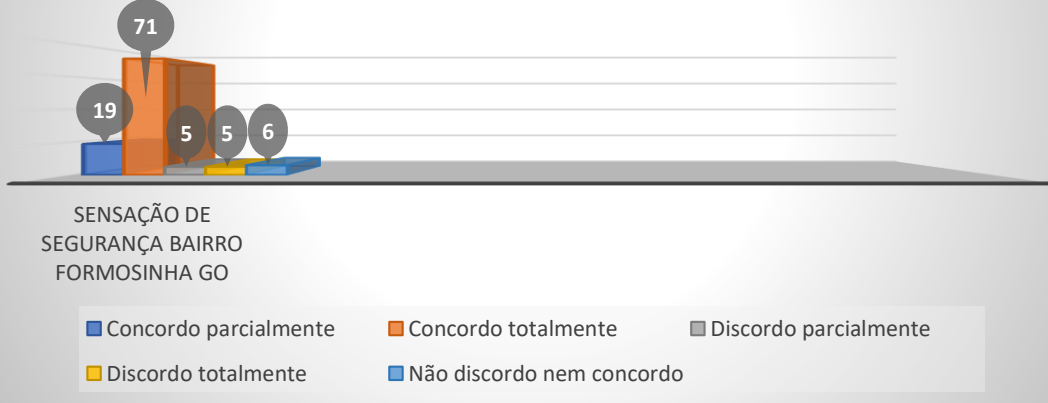 71
19
5
5
6
SENSAÇÃO DE
SEGURANÇA BAIRRO
FORMOSINHA GO
Concordo parcialmente
Concordo totalmente
Discordo parcialmente
Discordo totalmente
Não discordo nem concordo